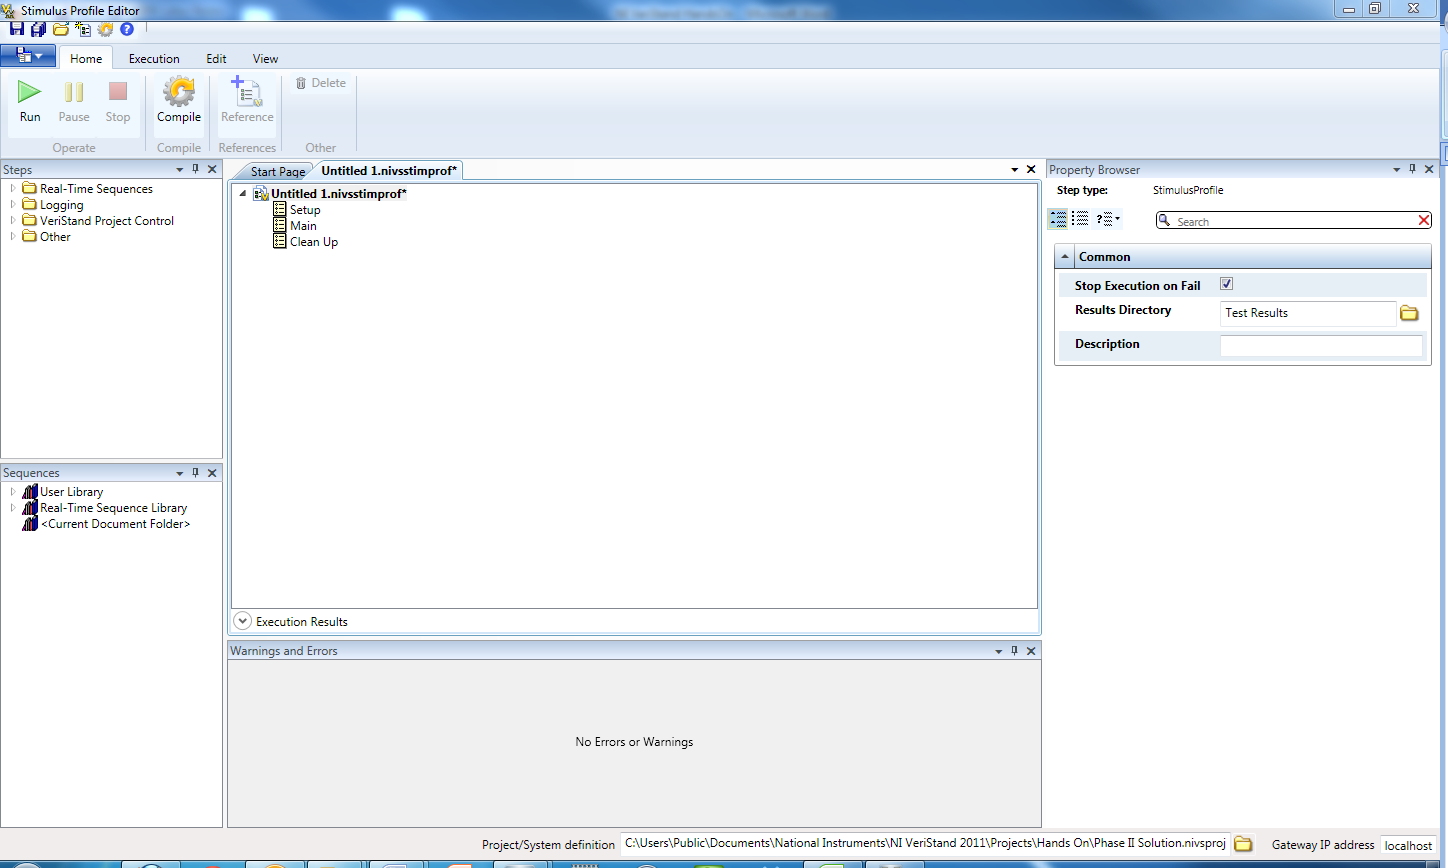 Stimulus Profile Editor
Home Execution Edit View
Run Pause Stop Compile Reference Delete
Operate Compile References Other
Steps
Real-Time Sequences
Logging
VeriStand Project Control
Other
Sequences
User Library
Real-Time Sequence Library
<Current Document Folder>
Start Page Untitled 1.nivsstimprof*
Untitled 1.nivsstimprof*
Setup
Main
Clean Up
Execution Results
Warnings and Errors
No Errors or Warnings
Property Browser
Step type: StimulusProfile
Search
Common
Stop Execution on Fail
Results Directory Test Results
Description
Project/System definition C:\Users\Public\Documents\National Instruments\NI VeriStand 2011\Projects\Hands On\Phase II Solution.nivsproj Gateway IP address localhost